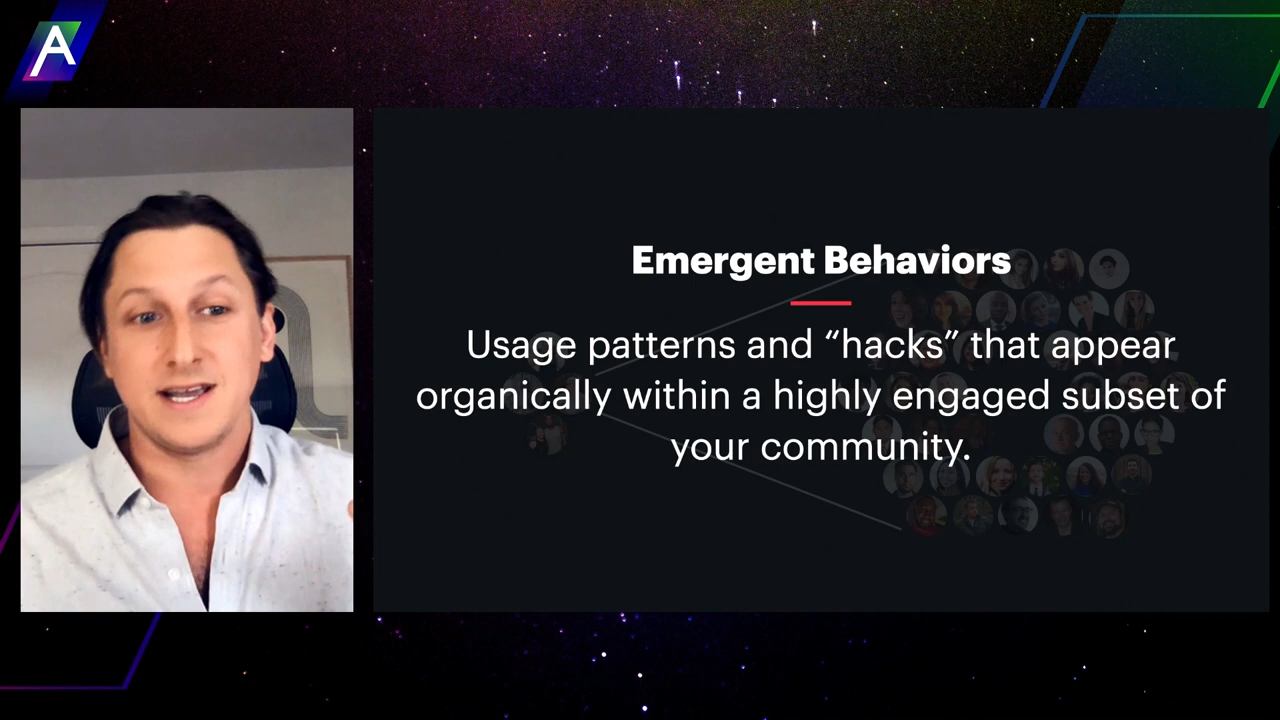 A
Emergent Behaviors
Usage patterns and “hacks” that appear
organically within a highly engaged subset of
your community.